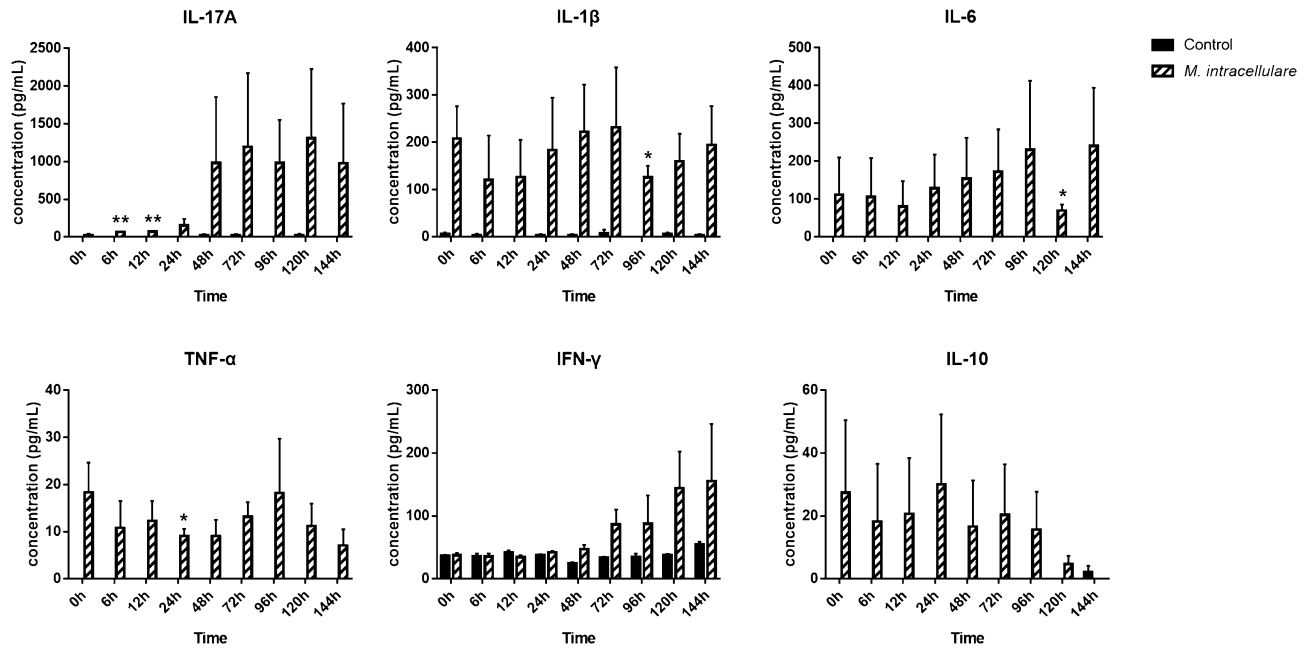 IL-17A
concentration (pg/mL)
2500
2000
1500
1000
500
0
** **
0h 6h 12h 24h 48h 72h 96h 120h 144h
Time
IL-1β
concentration (pg/mL)
400
300
200
100
0
*
0h 6h 12h 24h 48h 72h 96h 120h 144h
Time
IL-6
concentration (pg/mL)
500
400
300
200
100
0
*
0h 6h 12h 24h 48h 72h 96h 120h 144h
Time
Control
M. intracellulare
TNF-α
concentration (pg/mL)
40
30
20
10
0
*
0h 6h 12h 24h 48h 72h 96h 120h 144h
Time
IFN-γ
concentration (pg/mL)
300
200
100
0
0h 6h 12h 24h 48h 72h 96h 120h 144h
Time
IL-10
concentration (pg/mL)
60
40
20
0
0h 6h 12h 24h 48h 72h 96h 120h 144h
Time